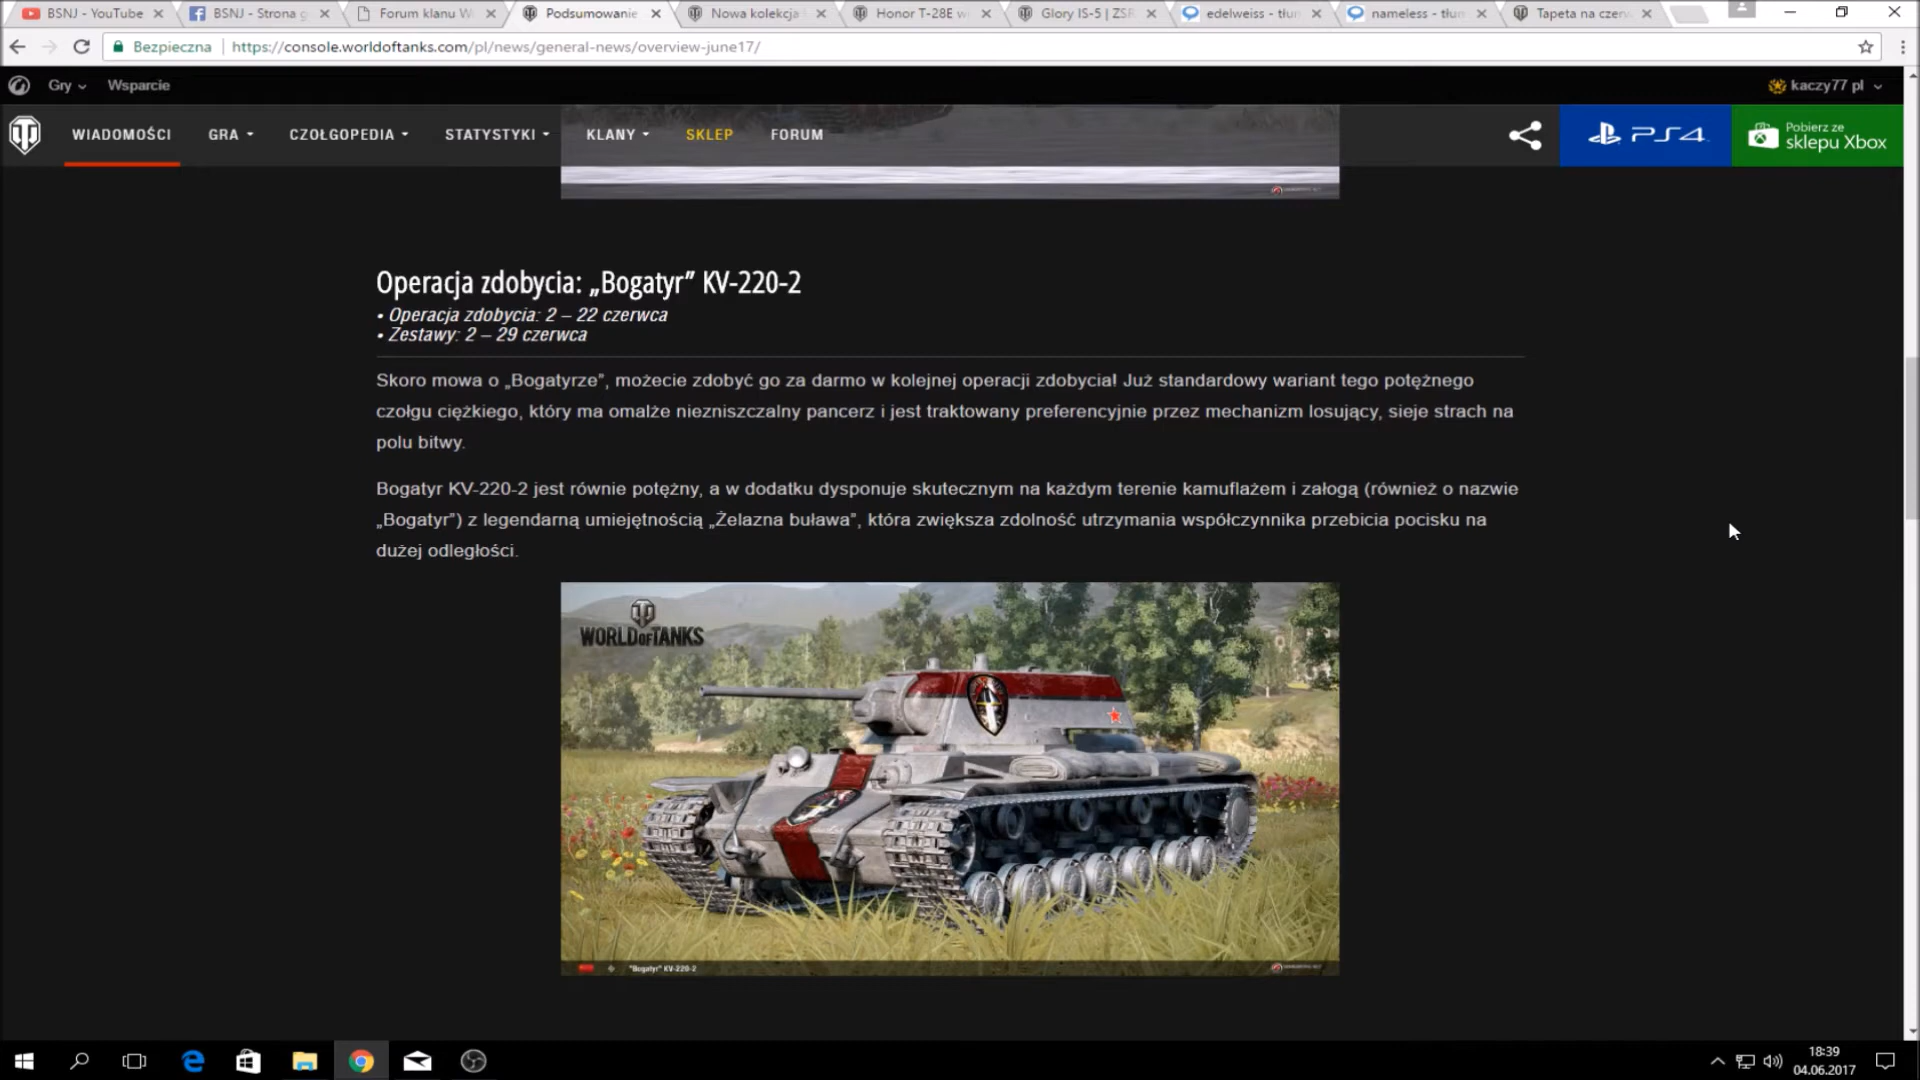 BSNJ - YouTube
BSNJ - Strona g
Forum klanu W
Podsumowanie
Nowa kolekcja
Honor T-28E w
Glory IS-5 | ZSR
edelweiss - tłum
nameless - tłum
Tapeta na czerw
Bezpieczna
https://console.worldoftanks.com/pl/news/general-news/overview-june17/
Gry
Wsparcie
kaczy77 pl
WIADOMOŚCI
GRA
CZOŁGOPEDIA
STATYSTYKI
KLANY
SKLEP
FORUM
PS4
Pobierz ze
sklepu Xbox
Operacja zdobycia: „Bogatyr” KV-220-2
• Operacja zdobycia: 2 – 22 czerwca
• Zestawy: 2 – 29 czerwca
Skoro mowa o „Bogatyrze”, możecie zdobyć go za darmo w kolejnej operacji zdobycia! Już standardowy wariant tego potężnego
czołgu ciężkiego, który ma omalże niezniszczalny pancerz i jest traktowany preferencyjnie przez mechanizm losujący, sieje strach na
polu bitwy.
Bogatyr KV-220-2 jest równie potężny, a w dodatku dysponuje skutecznym na każdym terenie kamuflażem i załogą (również o nazwie
„Bogatyr”) z legendarną umiejętnością „Żelazna buława”, która zwiększa zdolność utrzymania współczynnika przebicia pocisku na
dużej odległości.
WORLD OF TANKS
"Bogatyr" KV-220-2
18:39
04.06.2017